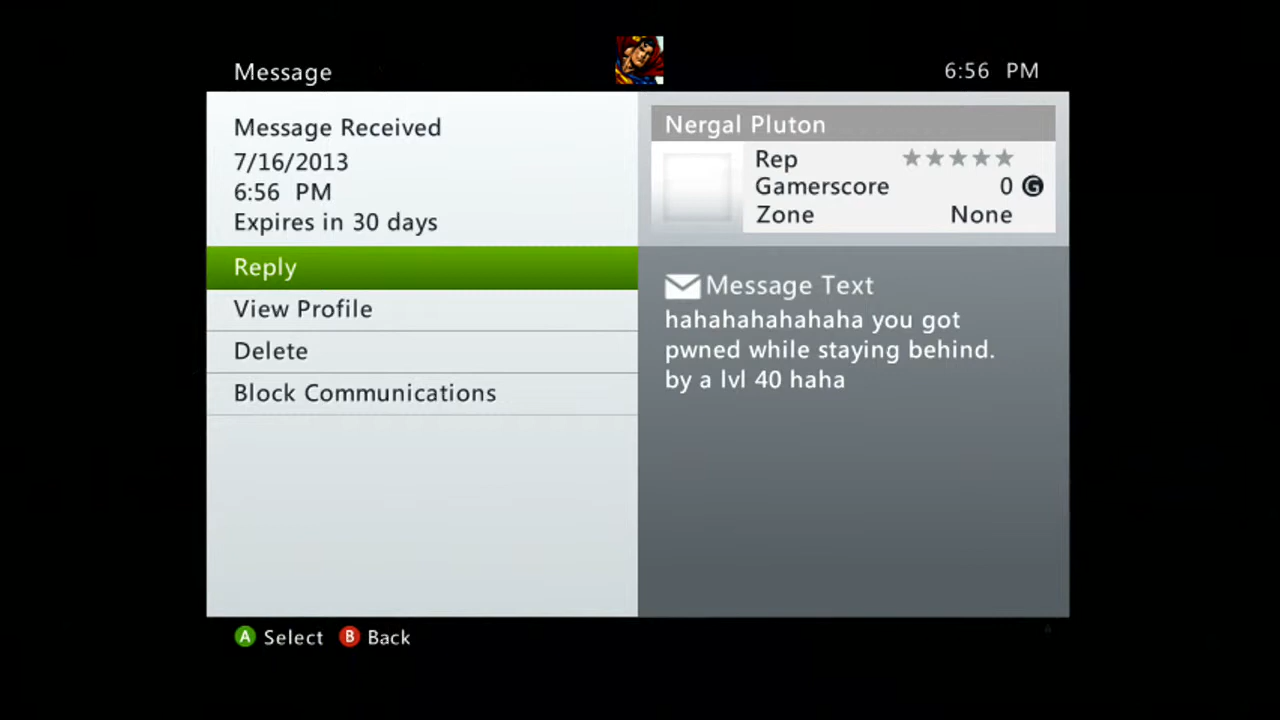 Message
6:56 PM
Message Received
7/16/2013
6:56 PM
Expires in 30 days
Reply
View Profile
Delete
Block Communications
Nergal Pluton
Rep
Gamerscore 0 G
Zone None
Message Text
hahahahahahaha you got
pwned while staying behind.
by a lvl 40 haha
A Select B Back